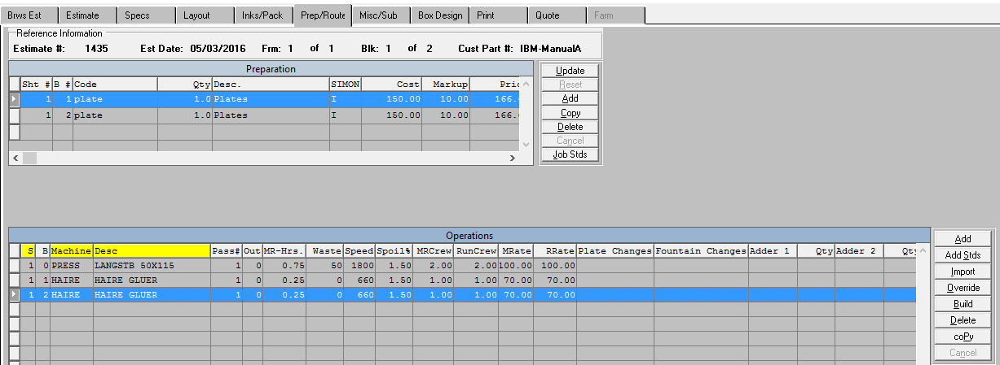 Brws Est Estimate Specs Layout Inks/Pack Prep/Route Misc/Sub Box Design Print Quote Farm
Reference Information
Estimate #: 1435 Est Date: 05/03/2016 Frm: 1 of 1 Blk: 1 of 2 Cust Part #: IBM-ManualA
Preparation
Sht # B # Code Qty Desc. SIMON Cost Markup Pric
1 1 plate 1.0 Plates I 150.00 10.00 166.
1 2 plate 1.0 Plates I 150.00 10.00 166.
Update
Reset
Add
Copy
Delete
Cancel
Job Stds
Operations
S B Machine Desc Pass# Out MR-Hrs. Waste Speed Spoil% MRCrew RunCrew MRate RRate Plate Changes Fountain Changes Adder 1 Qty Adder 2 Qty
1 0 PRESS LANGSTB 50X115 1 0 0.75 50 1800 1.50 2.00 2.00 100.00 100.00
1 1 HAIRE HAIRE GLUER 1 0 0.25 0 660 1.50 1.00 1.00 70.00 70.00
1 2 HAIRE HAIRE GLUER 1 0 0.25 0 660 1.50 1.00 1.00 70.00 70.00
Add
Add Stds
Import
Override
Build
Delete
coPy
Cancel